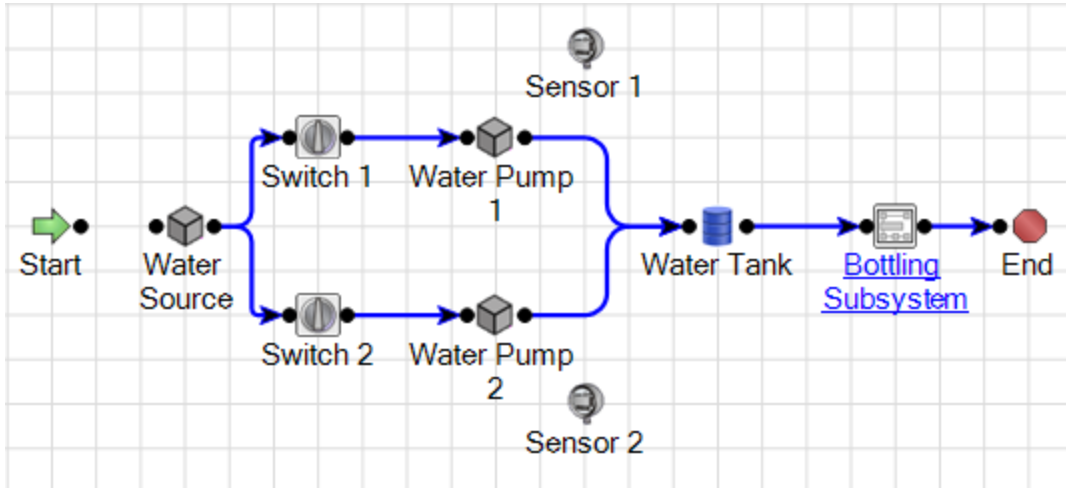 Sensor 1
Switch 1
Water Pump
1
Start
Water
Source
Water Tank
Bottling
Subsystem
End
Switch 2
Water Pump
2
Sensor 2